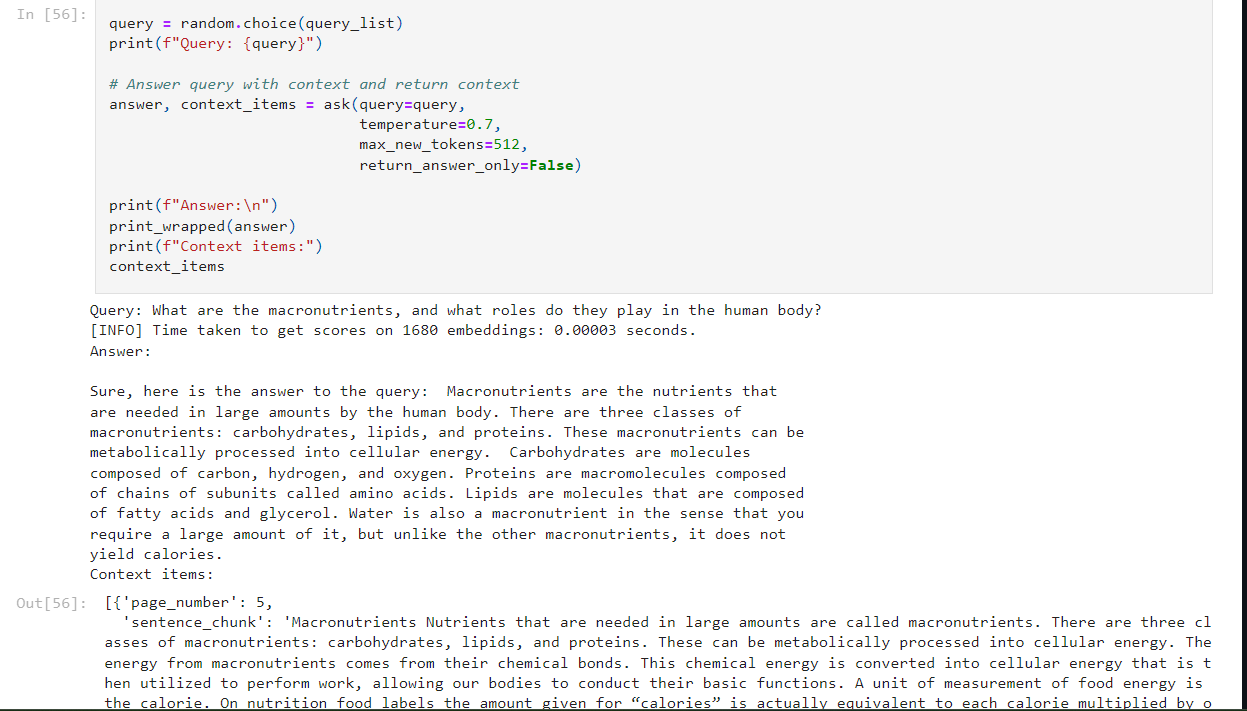 In [56]:
query = random.choice(query_list)
print(f"Query: {query}")
# Answer query with context and return context
answer, context_items = ask(query=query,
temperature=0.7,
max_new_tokens=512,
return_answer_only=False)
print(f"Answer:\n")
print_wrapped(answer)
print(f"Context items:")
context_items
Query: What are the macronutrients, and what roles do they play in the human body?
[INFO] Time taken to get scores on 1680 embeddings: 0.00003 seconds.
Answer:
Sure, here is the answer to the query:  Macronutrients are the nutrients that
are needed in large amounts by the human body. There are three classes of
macronutrients: carbohydrates, lipids, and proteins. These macronutrients can be
metabolically processed into cellular energy.  Carbohydrates are molecules
composed of carbon, hydrogen, and oxygen. Proteins are macromolecules composed
of chains of subunits called amino acids. Lipids are molecules that are composed
of fatty acids and glycerol. Water is also a macronutrient in the sense that you
require a large amount of it, but unlike the other macronutrients, it does not
yield calories.
Context items:
Out[56]: [{'page_number': 5,
'sentence_chunk': 'Macronutrients Nutrients that are needed in large amounts are called macronutrients. There are three cl
asses of macronutrients: carbohydrates, lipids, and proteins. These can be metabolically processed into cellular energy. The
energy from macronutrients comes from their chemical bonds. This chemical energy is converted into cellular energy that is t
hen utilized to perform work, allowing our bodies to conduct their basic functions. A unit of measurement of food energy is
the calorie. On nutrition food labels the amount given for “calories” is actually equivalent to each calorie multiplied by o